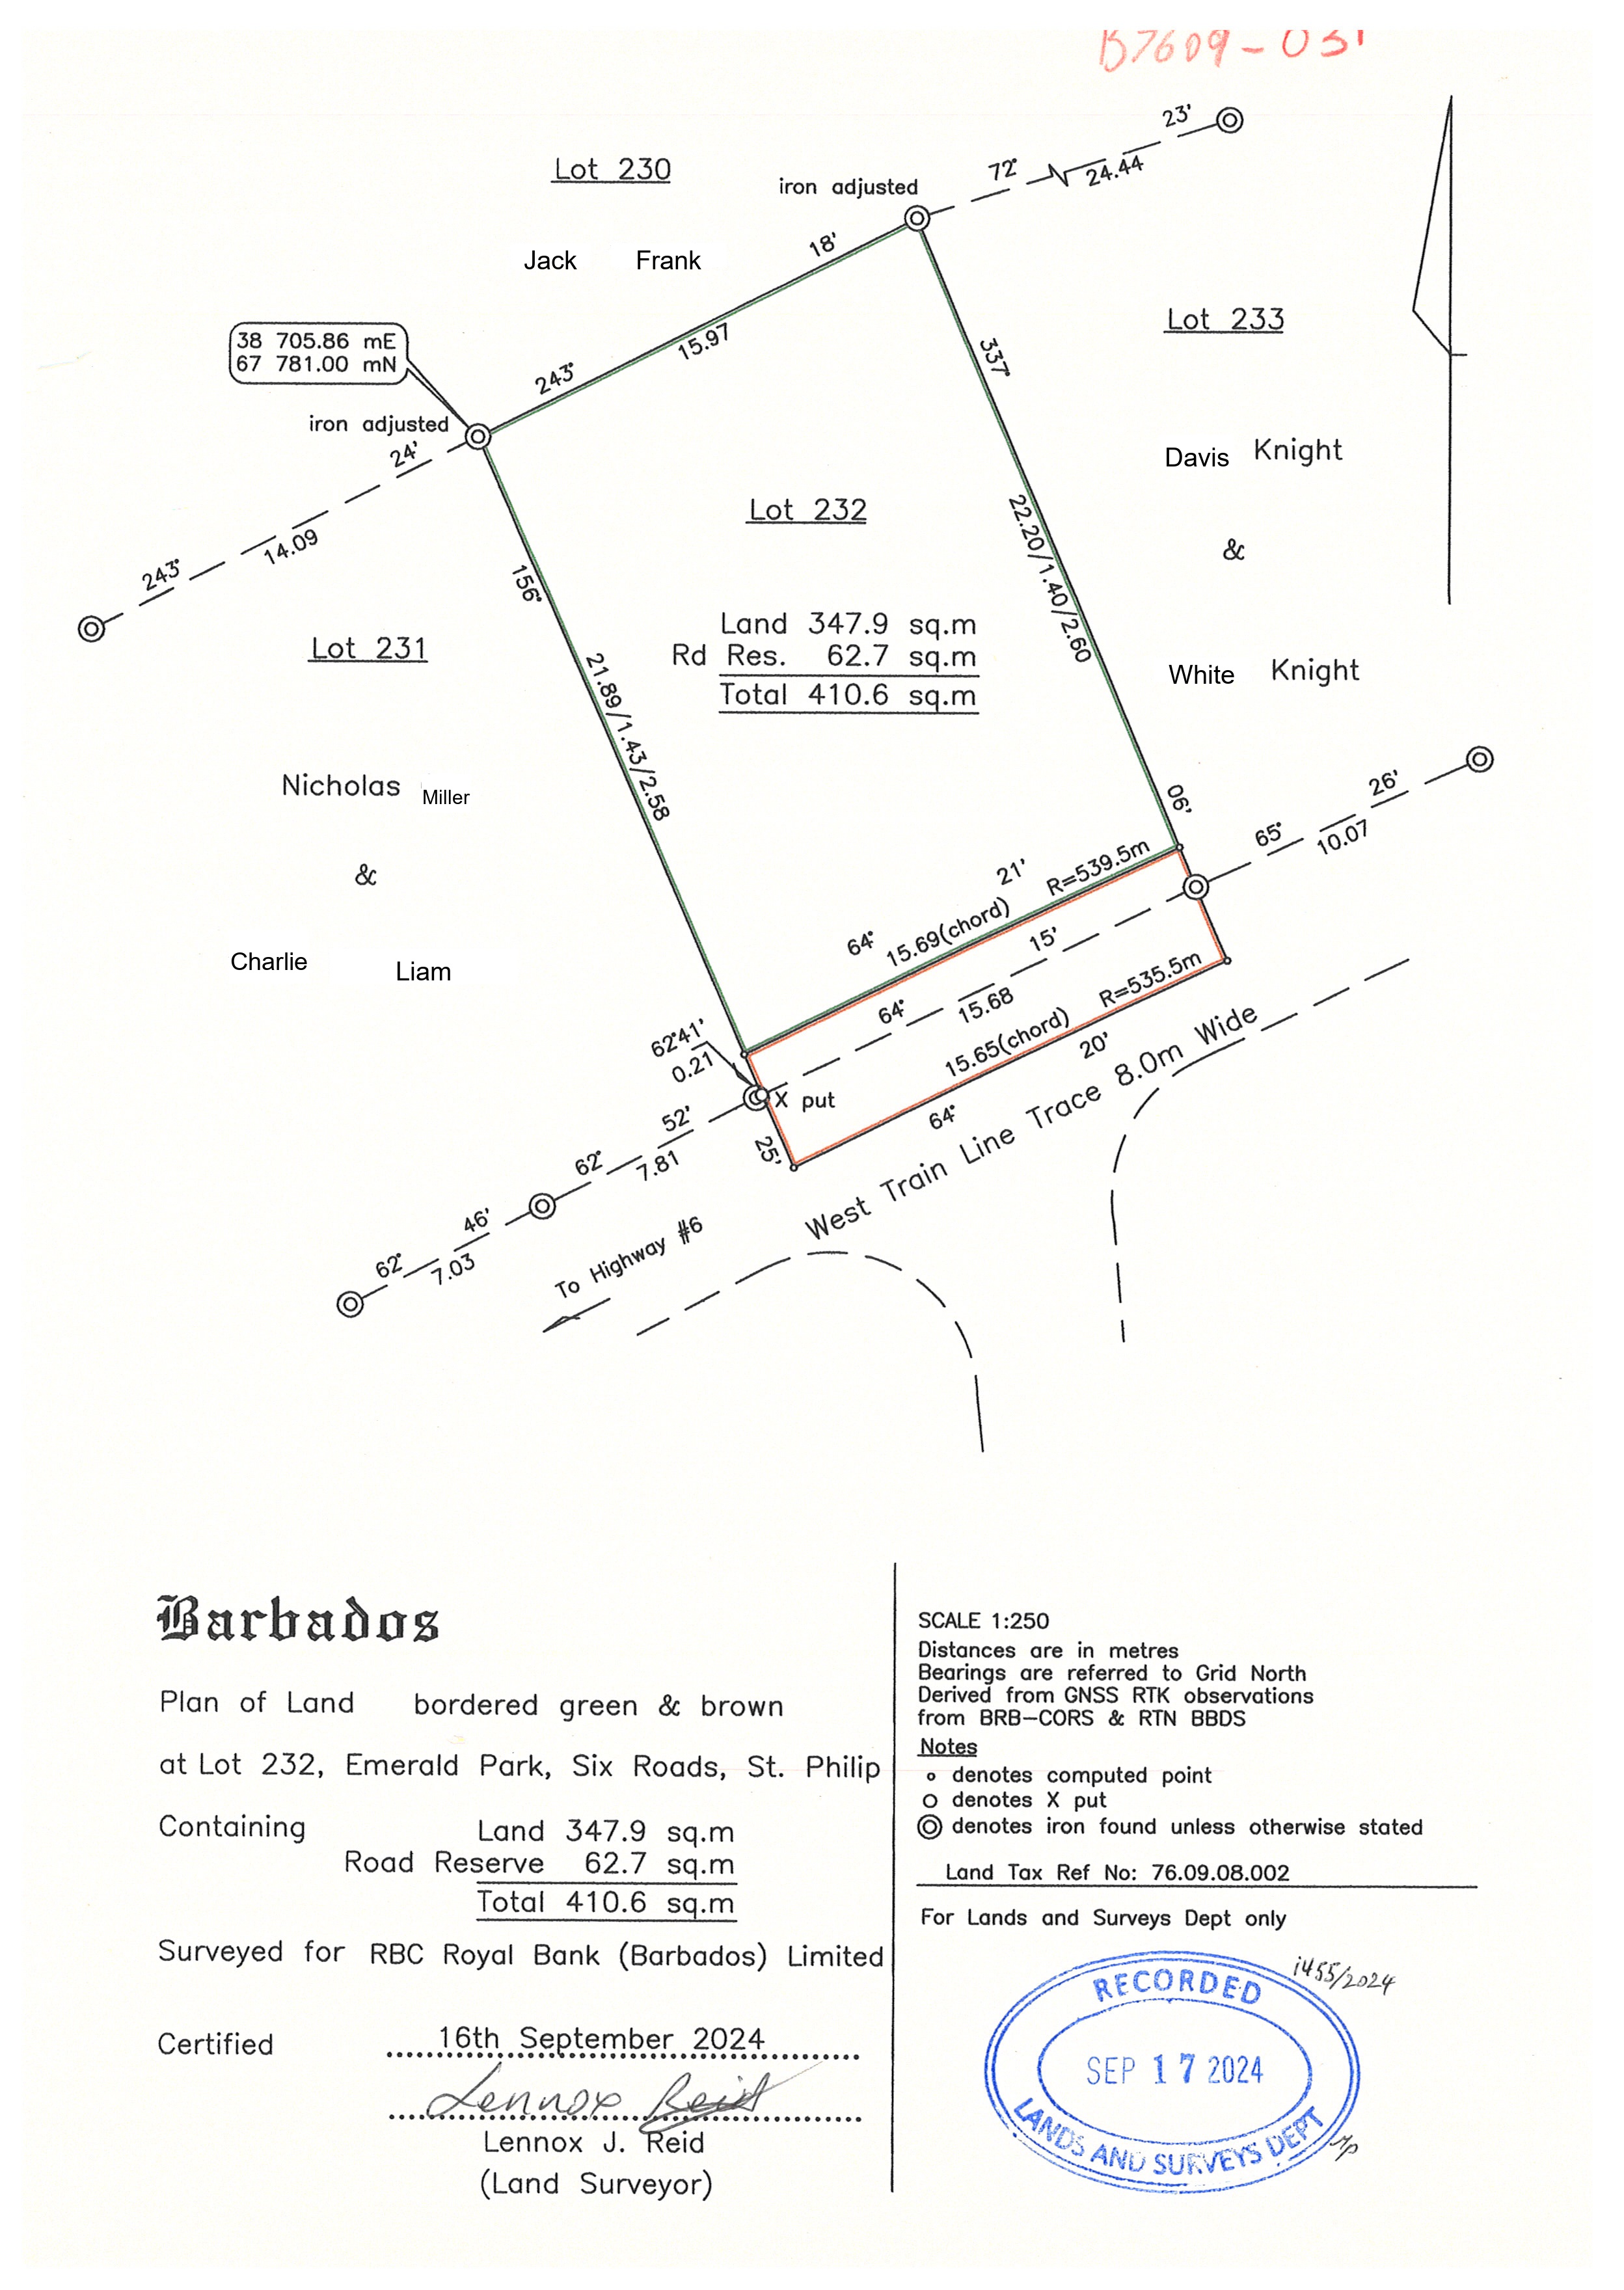 B7609-031
23'
72° 24.44
Lot 230
iron adjusted
18'
Jack Frank
Lot 233
38 705.86 mE
67 781.00 mN
15.97
337°
243°
iron adjusted
24'
Davis Knight
Lot 232
14.09
22.20/1.40/2.60
&
243°
156°
Land 347.9 sq.m
Rd Res. 62.7 sq.m
Total 410.6 sq.m
Lot 231
White Knight
21.89/1.43/2.58
Nicholas Miller
06'
26'
65°
10.07
&
21' R=539.5m
64° 15.69(chord)
15'
Charlie Liam
64° 15.68
R=535.5m
62°41'
0.21
15.65(chord)
20'
X put
64°
52'
25'
62° 7.81
West Train Line Trace 8.0m Wide
46'
62° 7.03
To Highway #6
Barbados
Plan of Land bordered green & brown
at Lot 232, Emerald Park, Six Roads, St. Philip
Containing
Land 347.9 sq.m
Road Reserve 62.7 sq.m
Total 410.6 sq.m
Surveyed for RBC Royal Bank (Barbados) Limited
Certified 16th September 2024
Lennox Reid
Lennox J. Reid
(Land Surveyor)
SCALE 1:250
Distances are in metres
Bearings are referred to Grid North
Derived from GNSS RTK observations
from BRB-CORS & RTN BBDS
Notes
denotes computed point
denotes X put
denotes iron found unless otherwise stated
Land Tax Ref No: 76.09.08.002
For Lands and Surveys Dept only
i455/2024
RECORDED
SEP 17 2024
LANDS AND SURVEYS DEPT